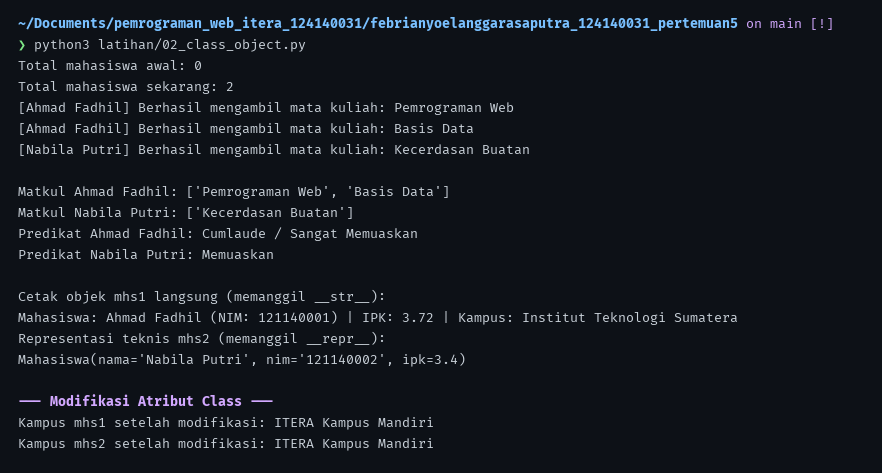 ~/Documents/pemrograman_web_itera_124140031/febrianyoelanggarasaputra_124140031_pertemuan5 on main [!]
❯ python3 latihan/02_class_object.py
Total mahasiswa awal: 0
Total mahasiswa sekarang: 2
[Ahmad Fadhil] Berhasil mengambil mata kuliah: Pemrograman Web
[Ahmad Fadhil] Berhasil mengambil mata kuliah: Basis Data
[Nabila Putri] Berhasil mengambil mata kuliah: Kecerdasan Buatan
Matkul Ahmad Fadhil: ['Pemrograman Web', 'Basis Data']
Matkul Nabila Putri: ['Kecerdasan Buatan']
Predikat Ahmad Fadhil: Cumlaude / Sangat Memuaskan
Predikat Nabila Putri: Memuaskan
Cetak objek mhs1 langsung (memanggil __str__):
Mahasiswa: Ahmad Fadhil (NIM: 121140001) | IPK: 3.72 | Kampus: Institut Teknologi Sumatera
Representasi teknis mhs2 (memanggil __repr__):
Mahasiswa(nama='Nabila Putri', nim='121140002', ipk=3.4)
--- Modifikasi Atribut Class ---
Kampus mhs1 setelah modifikasi: ITERA Kampus Mandiri
Kampus mhs2 setelah modifikasi: ITERA Kampus Mandiri